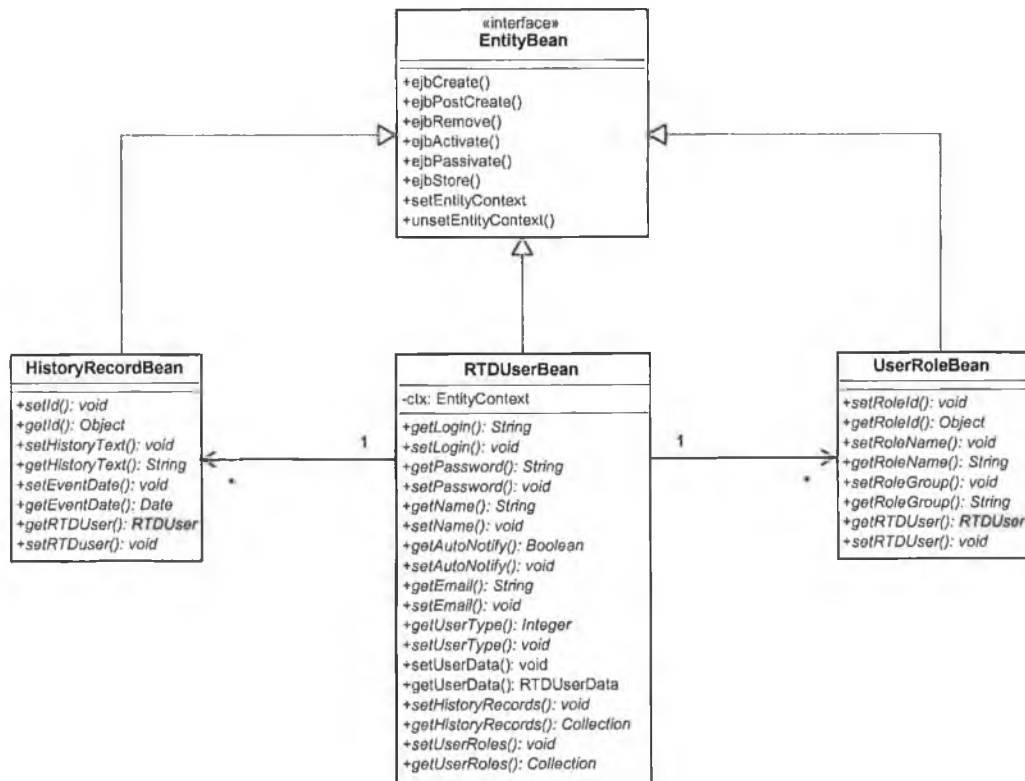 «interface»
EntityBean
+ejbCreate()
+ejbPostCreate()
+ejbRemove()
+ejbActivate()
+ejbPassivate()
+ejbStore()
+setEntityContext
+unsetEntityContext()
HistoryRecordBean
+setId(): void
+getId(): Object
+setHistoryText(): void
+getHistoryText(): String
+setEventDate(): void
+getEventDate(): Date
+getRTDUser(): RTDUser
+setRTDuser(): void
1
*
RTDUserBean
-ctx: EntityContext
+getLogin(): String
+setLogin(): void
+getPassword(): String
+setPassword(): void
+getName(): String
+setName(): void
+getAutoNotify(): Boolean
+setAutoNotify(): void
+getEmail(): String
+setEmail(): void
+getUserType(): Integer
+setUserType(): void
+setUserData(): void
+getUserData(): RTDUserData
+setHistoryRecords(): void
+getHistoryRecords(): Collection
+setUserRoles(): void
+getUserRoles(): Collection
1
*
UserRoleBean
+setRoleId(): void
+getRoleId(): Object
+setRoleName(): void
+getRoleName(): String
+setRoleGroup(): void
+getRoleGroup(): String
+getRTDUser(): RTDUser
+setRTDUser(): void